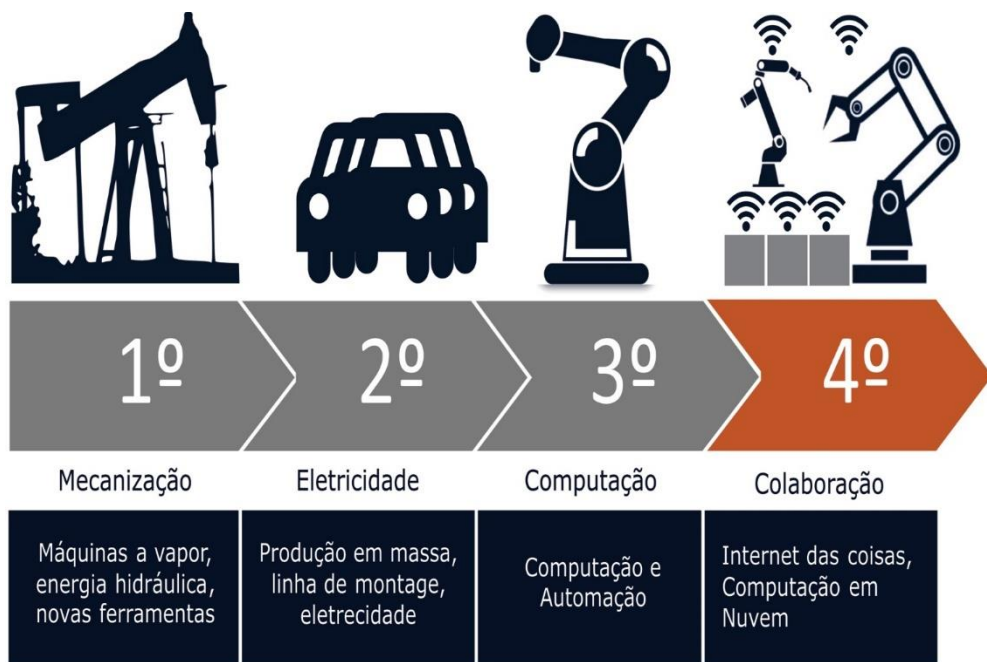 1º
2º
3º
4º
Mecanização
Eletricidade
Computação
Colaboração
Máquinas a vapor,
energia hidráulica,
novas ferramentas
Produção em massa,
linha de montage,
eletrecidade
Computação e
Automação
Internet das coisas,
Computação em
Nuvem